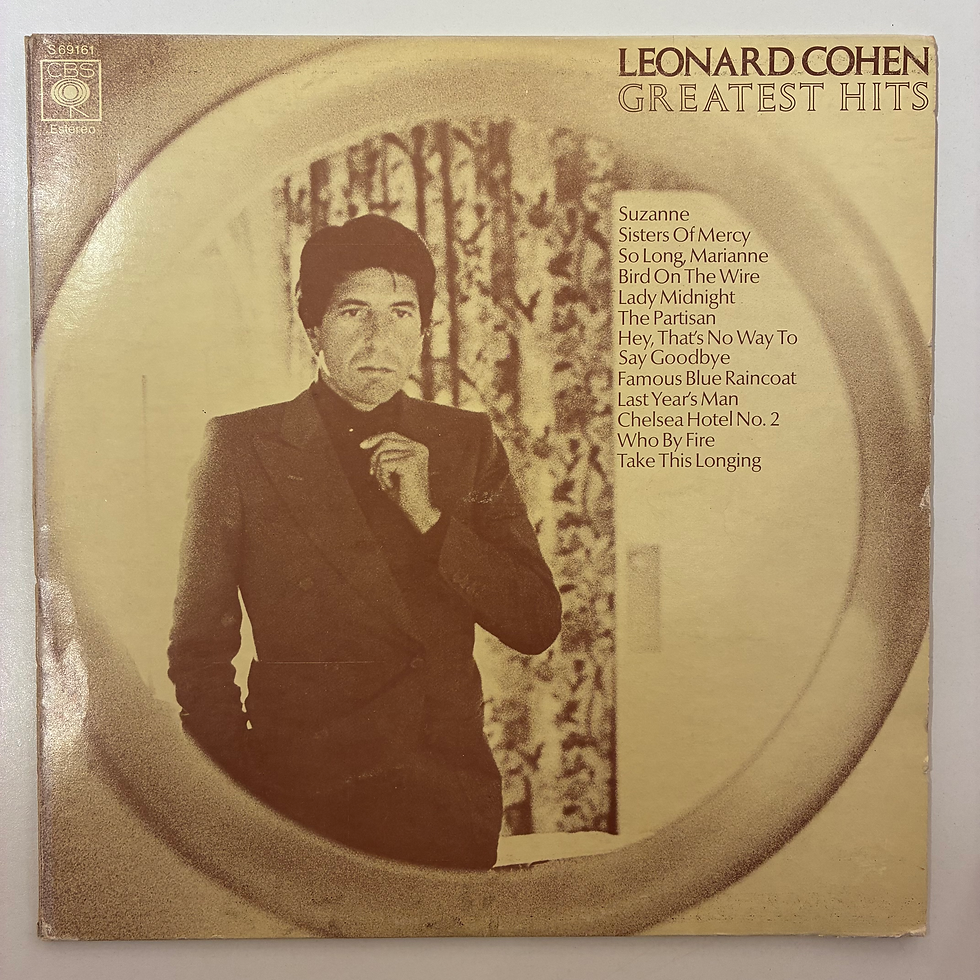 S 69161
CBS
Estereo
LEONARD COHEN
GREATEST HITS
Suzanne
Sisters Of Mercy
So Long, Marianne
Bird On The Wire
Lady Midnight
The Partisan
Hey, That's No Way To
Say Goodbye
Famous Blue Raincoat
Last Year's Man
Chelsea Hotel No. 2
Who By Fire
Take This Longing